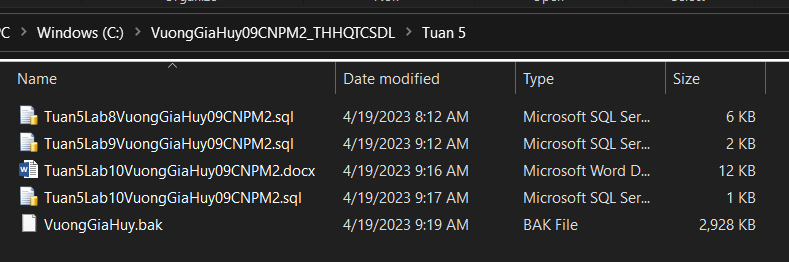 PC > Windows (C:) > VuongGiaHuy09CNPM2_THHQTCSDL > Tuan 5
Name Date modified Type Size
Tuan5Lab8VuongGiaHuy09CNPM2.sql 4/19/2023 8:12 AM Microsoft SQL Ser... 6 KB
Tuan5Lab9VuongGiaHuy09CNPM2.sql 4/19/2023 9:12 AM Microsoft SQL Ser... 2 KB
Tuan5Lab10VuongGiaHuy09CNPM2.docx 4/19/2023 9:16 AM Microsoft Word D... 12 KB
Tuan5Lab10VuongGiaHuy09CNPM2.sql 4/19/2023 9:17 AM Microsoft SQL Ser... 1 KB
VuongGiaHuy.bak 4/19/2023 9:19 AM BAK File 2,928 KB